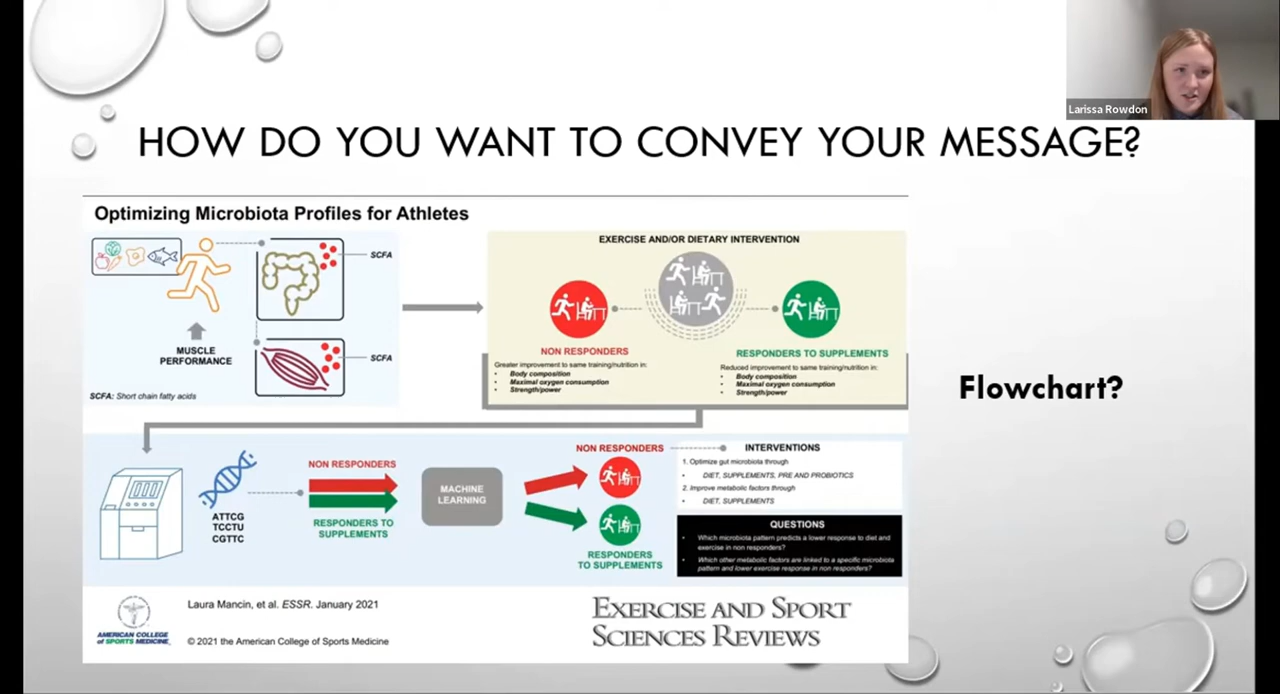 Larissa Rowdon
HOW DO YOU WANT TO CONVEY YOUR MESSAGE?
Optimizing Microbiota Profiles for Athletes
SCFA
MUSCLE
PERFORMANCE
SCFA
SCFA: Short chain fatty acids
EXERCISE AND/OR DIETARY INTERVENTION
NON RESPONDERS
Greater improvement to same training/nutrition in:
• Body composition
• Maximal oxygen consumption
• Strength/power
RESPONDERS TO SUPPLEMENTS
Reduced improvement to same training/nutrition in:
• Body composition
• Maximal oxygen consumption
• Strength/power
Flowchart?
ATTCG
TCCTU
CGTTC
NON RESPONDERS
RESPONDERS TO
SUPPLEMENTS
MACHINE
LEARNING
NON RESPONDERS
RESPONDERS
TO SUPPLEMENTS
INTERVENTIONS
1. Optimize gut microbiota through
• DIET, SUPPLEMENTS, PRE AND PROBIOTICS
2. Improve metabolic factors through
• DIET, SUPPLEMENTS
QUESTIONS
• Which microbiota pattern predicts a lower response to diet and
exercise in non responders?
• Which other metabolic factors are linked to a specific microbiota
pattern and lower exercise response in non responders?
AMERICAN COLLEGE
of SPORTS MEDICINE
Laura Mancin, et al. ESSR. January 2021
© 2021 the American College of Sports Medicine
EXERCISE AND SPORT
SCIENCES REVIEWS